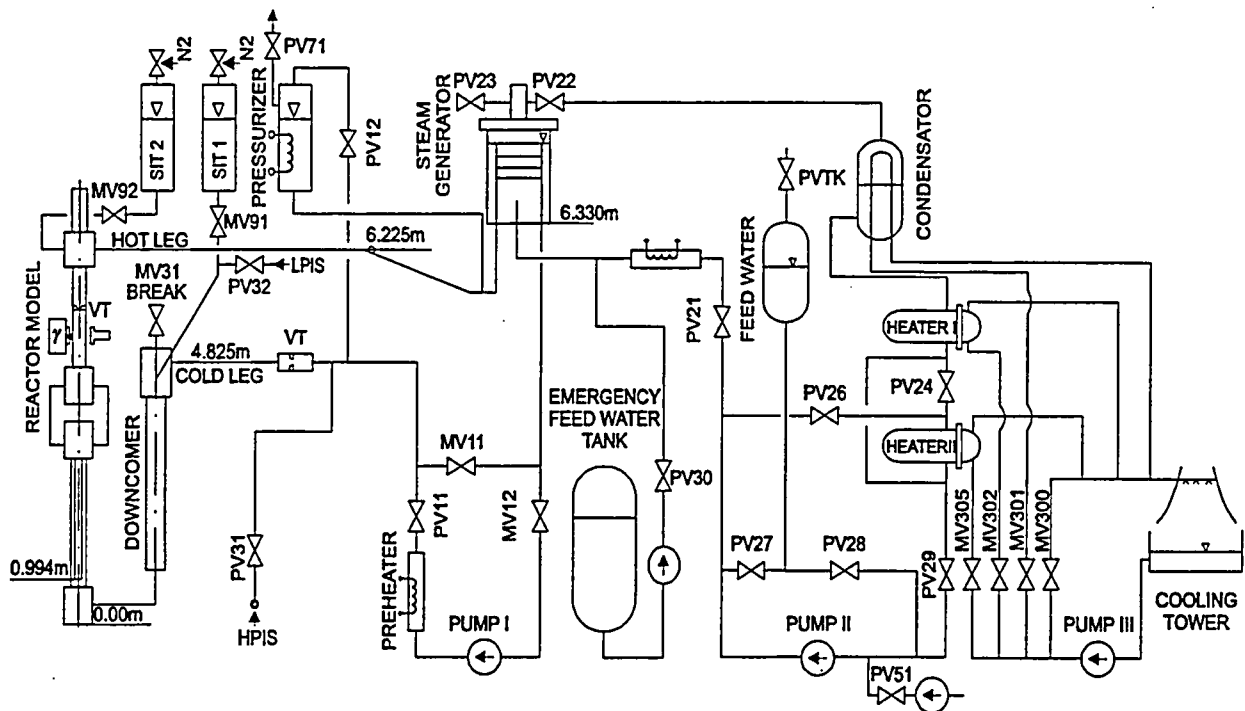 N2
N2
PV71
SIT 2
SIT 1
PRESSURIZER
PV12
STEAM
GENERATOR
PV23
PV22
CONDENSATOR
MV92
MV91
PVTK
6.330m
HOT LEG
6.225m
LPIS
PV32
MV31
BREAK
REACTOR MODEL
VT
γ
FEED WATER
PV21
HEATER I
PV24
4.825m
COLD LEG
VT
PV26
HEATER II
EMERGENCY
FEED WATER
TANK
DOWNCOMER
MV11
PV30
PV11
MV12
PV31
PV27
PV28
PV29
MV305
MV302
MV301
MV300
0.994m
0.00m
HPIS
PREHEATER
PUMP I
PUMP II
PUMP III
PV51
COOLING
TOWER